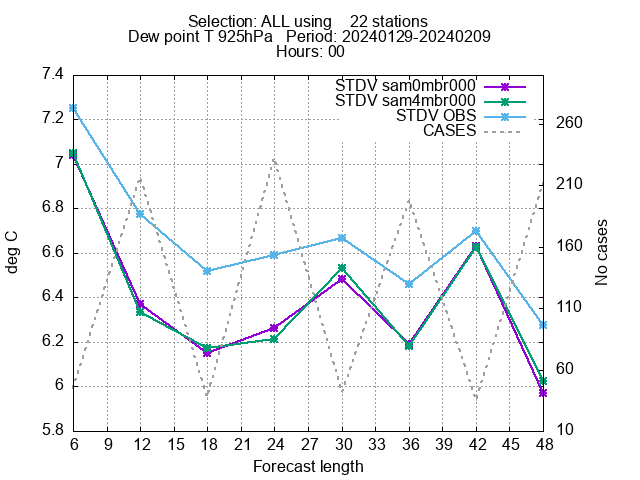 Selection: ALL using 22 stations
Dew point T 925hPa Period: 20240129-20240209
Hours: 00
STDV sam0mbr000
STDV sam4mbr000
STDV OBS
CASES
7.4
7.2
7
6.8
6.6
6.4
6.2
6
5.8
deg C
260
210
160
110
60
10
No cases
6 9 12 15 18 21 24 27 30 33 36 39 42 45 48
Forecast length